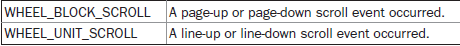 WHEEL_BLOCK_SCROLL A page-up or page-down scroll event occurred.
WHEEL_UNIT_SCROLL A line-up or line-down scroll event occurred.